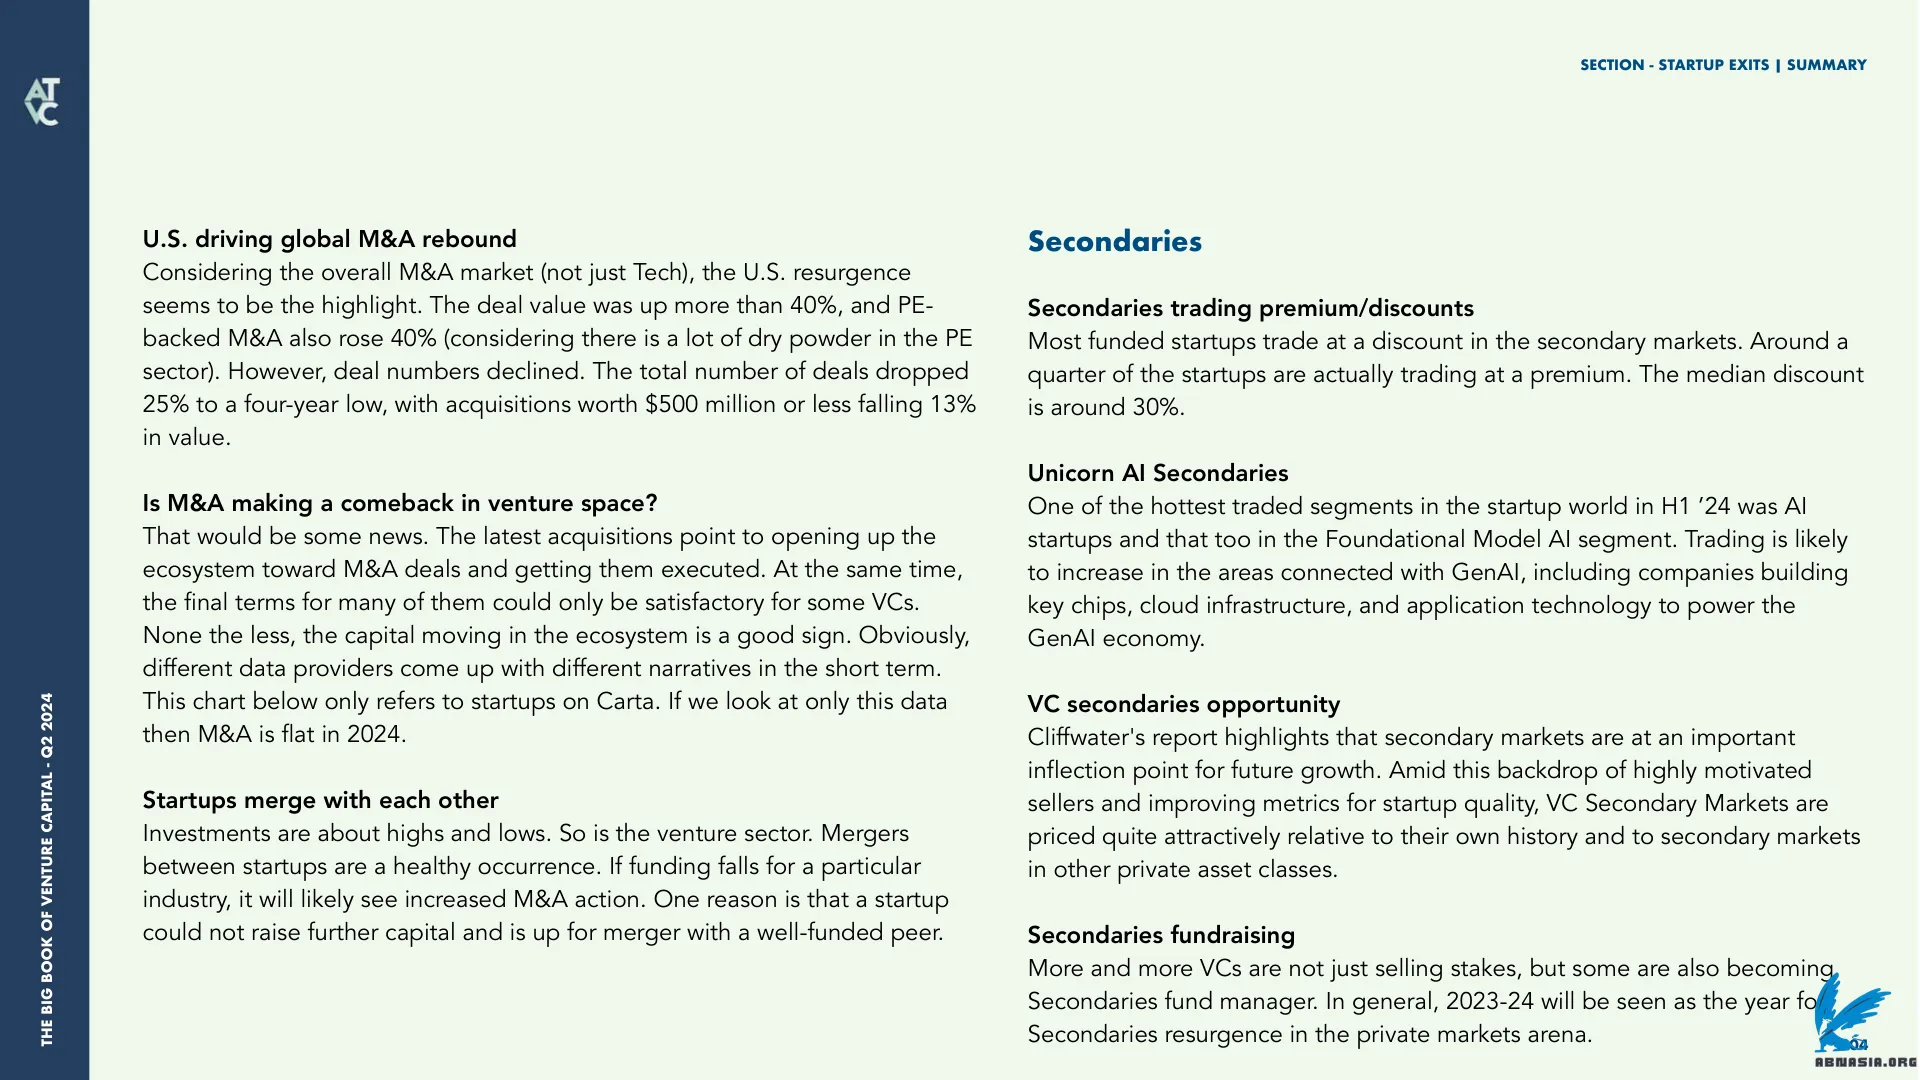 AT
VC
SECTION - STARTUP EXITS | SUMMARY
U.S. driving global M&A rebound
Considering the overall M&A market (not just Tech), the U.S. resurgence
seems to be the highlight. The deal value was up more than 40%, and PE-
backed M&A also rose 40% (considering there is a lot of dry powder in the PE
sector). However, deal numbers declined. The total number of deals dropped
25% to a four-year low, with acquisitions worth $500 million or less falling 13%
in value.
Is M&A making a comeback in venture space?
That would be some news. The latest acquisitions point to opening up the
ecosystem toward M&A deals and getting them executed. At the same time,
the final terms for many of them could only be satisfactory for some VCs.
None the less, the capital moving in the ecosystem is a good sign. Obviously,
different data providers come up with different narratives in the short term.
This chart below only refers to startups on Carta. If we look at only this data
then M&A is flat in 2024.
Startups merge with each other
Investments are about highs and lows. So is the venture sector. Mergers
between startups are a healthy occurrence. If funding falls for a particular
industry, it will likely see increased M&A action. One reason is that a startup
could not raise further capital and is up for merger with a well-funded peer.
Secondaries
Secondaries trading premium/discounts
Most funded startups trade at a discount in the secondary markets. Around a
quarter of the startups are actually trading at a premium. The median discount
is around 30%.
Unicorn AI Secondaries
One of the hottest traded segments in the startup world in H1 ’24 was AI
startups and that too in the Foundational Model AI segment. Trading is likely
to increase in the areas connected with GenAI, including companies building
key chips, cloud infrastructure, and application technology to power the
GenAI economy.
VC secondaries opportunity
Cliffwater's report highlights that secondary markets are at an important
inflection point for future growth. Amid this backdrop of highly motivated
sellers and improving metrics for startup quality, VC Secondary Markets are
priced quite attractively relative to their own history and to secondary markets
in other private asset classes.
Secondaries fundraising
More and more VCs are not just selling stakes, but some are also becoming
Secondaries fund manager. In general, 2023-24 will be seen as the year fo
Secondaries resurgence in the private markets arena.
THE BIG BOOK OF VENTURE CAPITAL - Q2 2024
04
ABNASIA.ORG